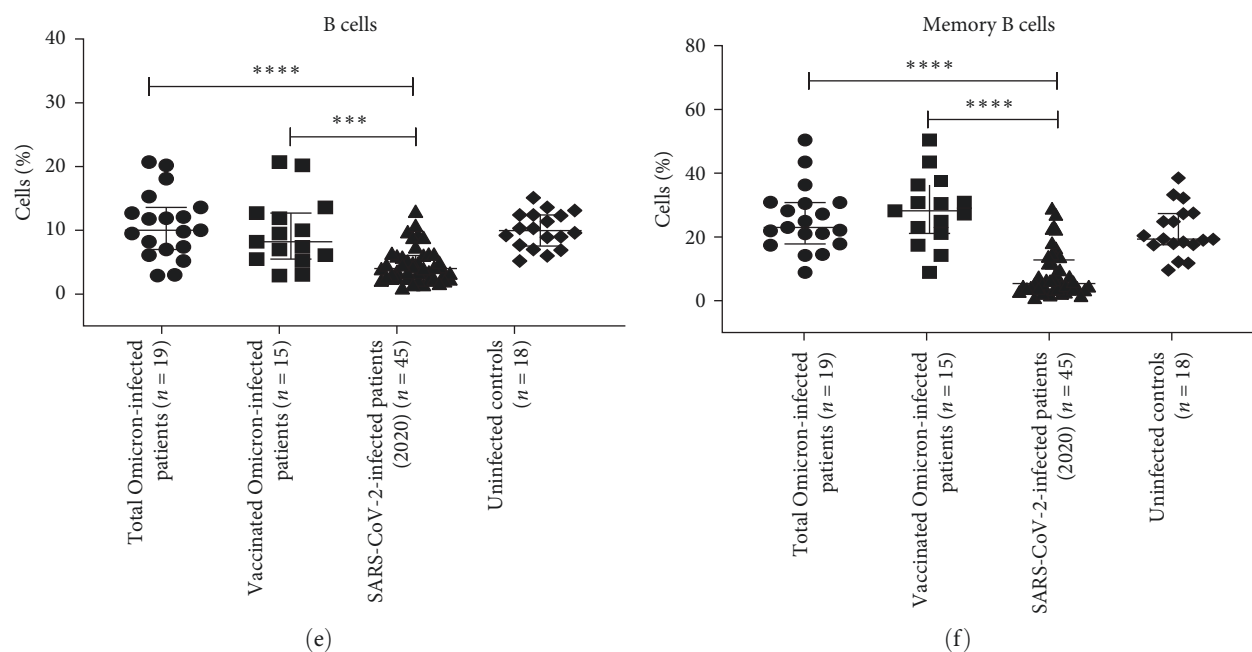 B cells
Cells (%)
40
30
20
10
0
****
***
Total Omicron-infected
patients (n = 19)
Vaccinated Omicron-infected
patients (n = 15)
SARS-CoV-2-infected patients
(2020) (n = 45)
Uninfected controls
(n = 18)
(e)
Memory B cells
Cells (%)
80
60
40
20
0
****
****
Total Omicron-infected
patients (n = 19)
Vaccinated Omicron-infected
patients (n = 15)
SARS-CoV-2-infected patients
(2020) (n = 45)
Uninfected controls
(n = 18)
(f)